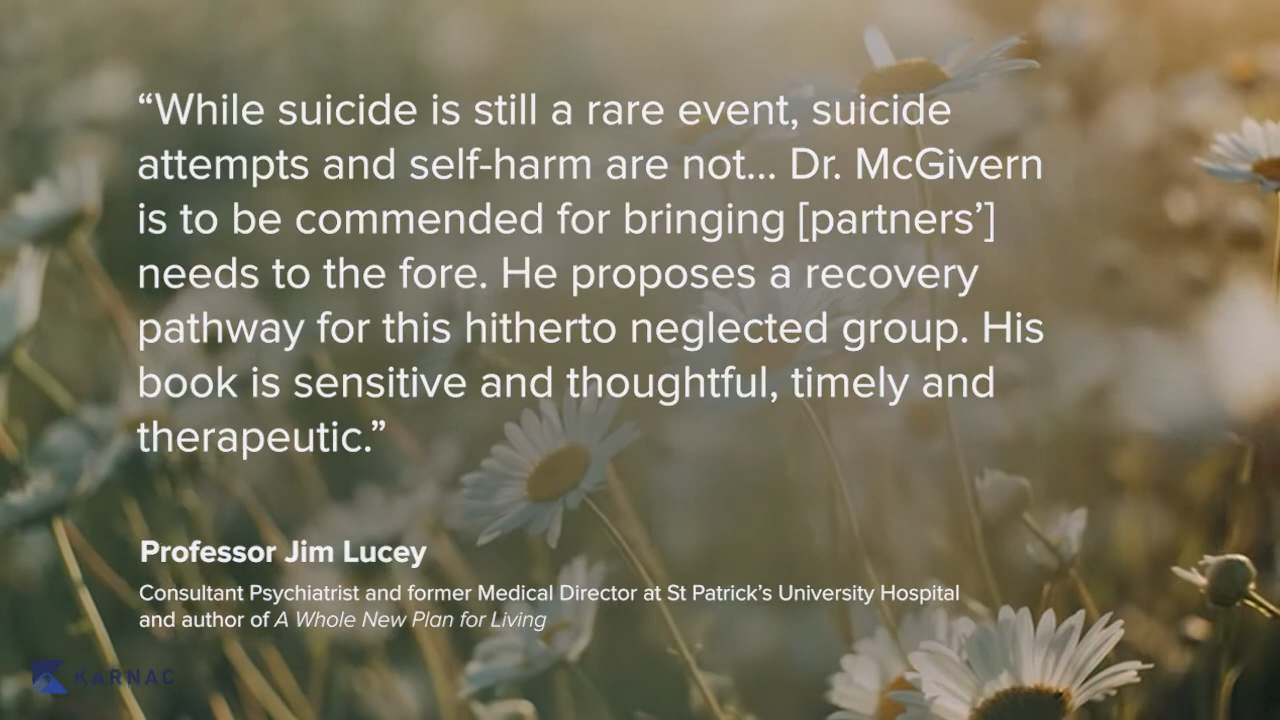 “While suicide is still a rare event, suicide
attempts and self-harm are not... Dr. McGivern
is to be commended for bringing [partners’]
needs to the fore. He proposes a recovery
pathway for this hitherto neglected group. His
book is sensitive and thoughtful, timely and
therapeutic.”
Professor Jim Lucey
Consultant Psychiatrist and former Medical Director at St Patrick’s University Hospital
and author of A Whole New Plan for Living
KARNAC